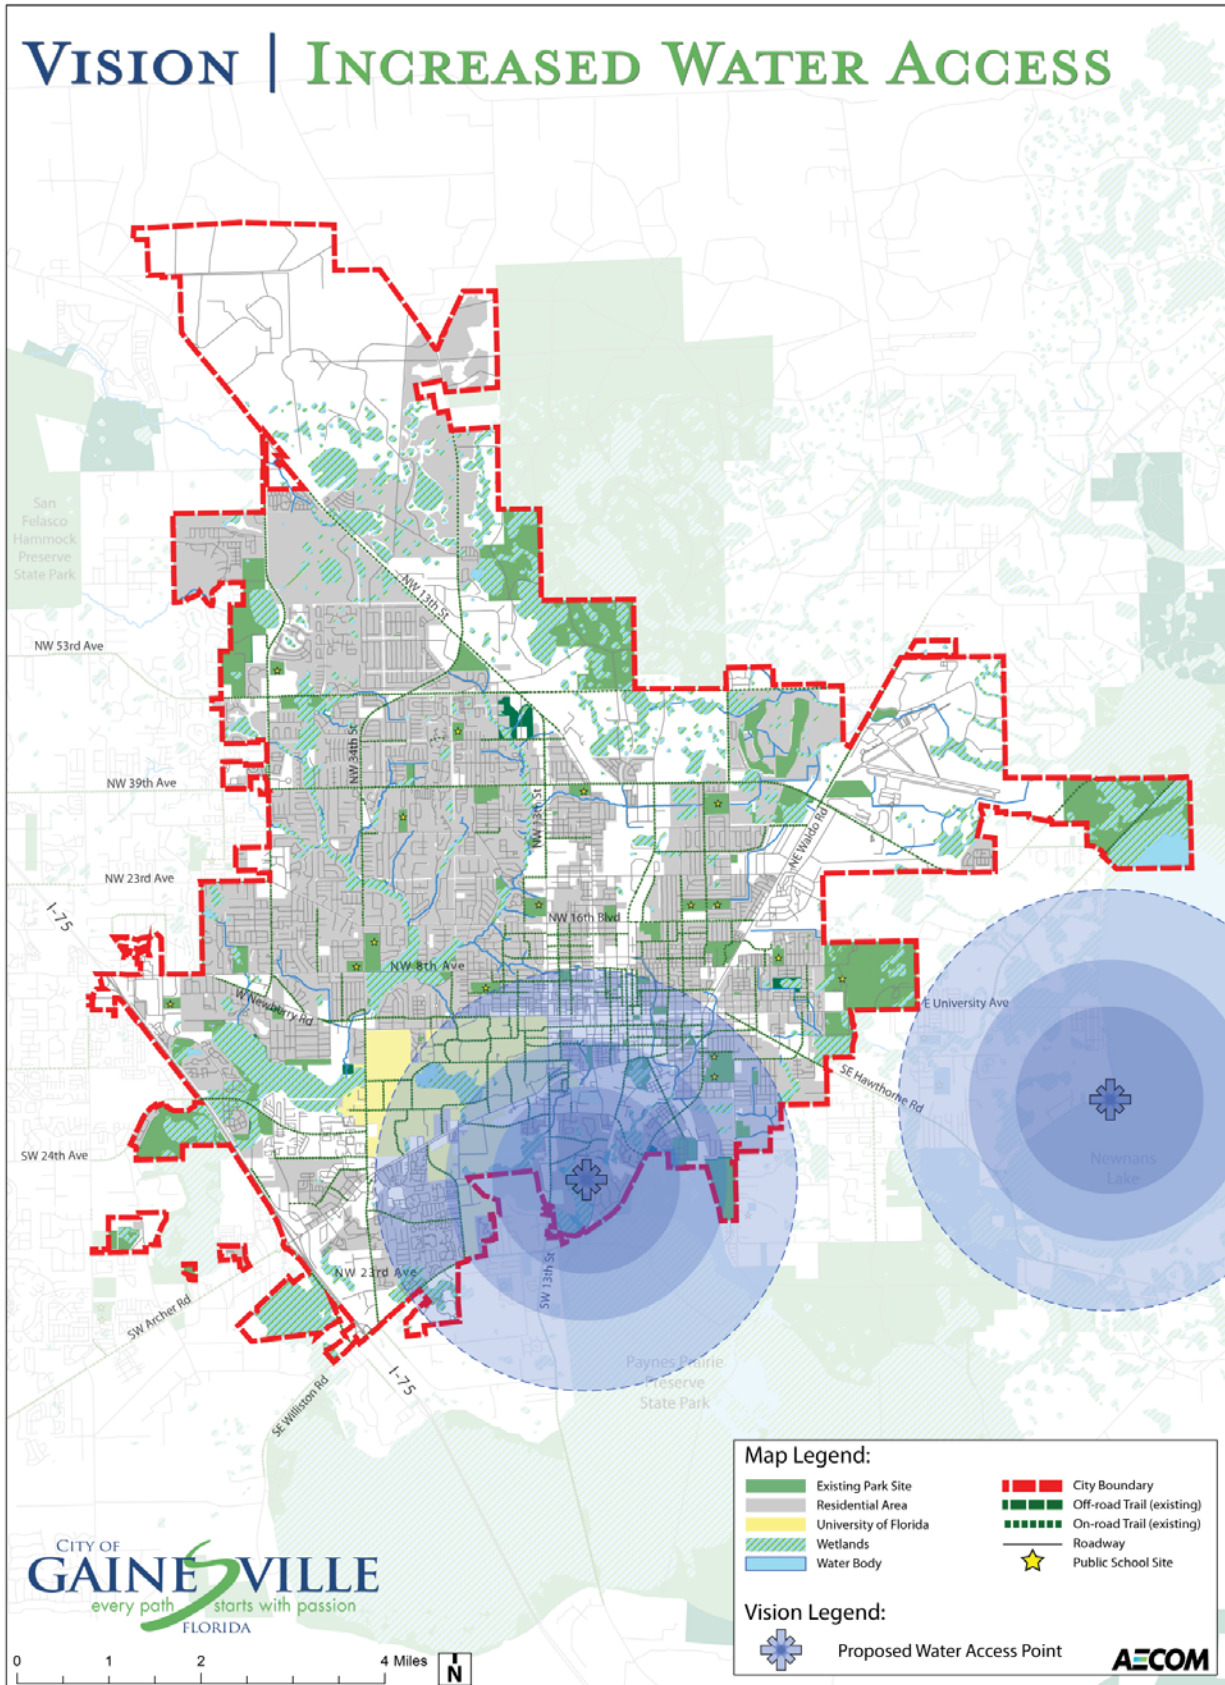 VISION | INCREASED WATER ACCESS
San
Felasco
Hammock
Preserve
State Park
NW 13th St
NW 53rd Ave
NW 34th St
NW 39th Ave
NW 13th St
NE Waldo Rd
NW 23rd Ave
I-75
NW 16th Blvd
NW 8th Ave
W Newberry Rd
E University Ave
SE Hawthorne Rd
SW 24th Ave
Newnans
Lake
NW 23rd Ave
SW 13th St
SW Archer Rd
Paynes Prairie
Preserve
State Park
I-75
SE Williston Rd
Map Legend:
Existing Park Site
Residential Area
University of Florida
Wetlands
Water Body
City Boundary
Off-road Trail (existing)
On-road Trail (existing)
Roadway
Public School Site
Vision Legend:
Proposed Water Access Point
AECOM
CITY OF
GAINESVILLE
every path starts with passion
FLORIDA
0 1 2 4 Miles
N